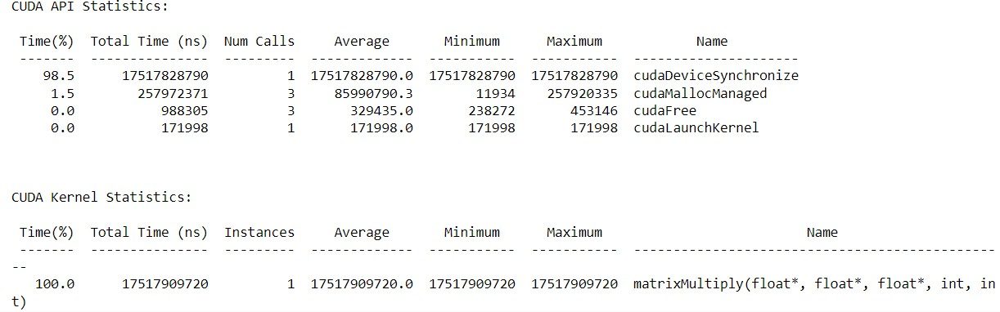 CUDA API Statistics:
Time(%) Total Time (ns) Num Calls Average Minimum Maximum Name
------- --------------- --------- ------------- ----------- ----------- --------------------
98.5 17517828790 1 17517828790.0 17517828790 17517828790 cudaDeviceSynchronize
1.5 257972371 3 85990790.3 11934 257920335 cudaMallocManaged
0.0 988305 3 329435.0 238272 453146 cudaFree
0.0 171998 1 171998.0 171998 171998 cudaLaunchKernel
CUDA Kernel Statistics:
Time(%) Total Time (ns) Instances Average Minimum Maximum Name
------- --------------- --------- ------------- ----------- ----------- ------------------------------------------
--
100.0 17517909720 1 17517909720.0 17517909720 17517909720 matrixMultiply(float*, float*, float*, int, in
t)